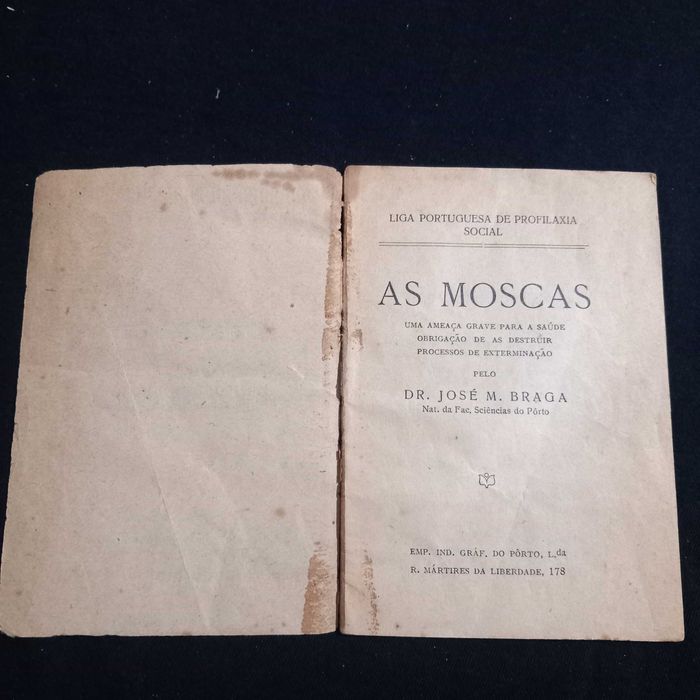 LIGA PORTUGUESA DE PROFILAXIA
SOCIAL
AS MOSCAS
UMA AMEAÇA GRAVE PARA A SAÚDE
OBRIGAÇÃO DE AS DESTRUIR
PROCESSOS DE EXTERMINAÇÃO
PELO
DR. JOSÉ M. BRAGA
Nat. da Fac. Sciências do Pôrto
EMP. IND. GRÁF. DO PÔRTO, L.da
R. MÁRTIRES DA LIBERDADE, 178